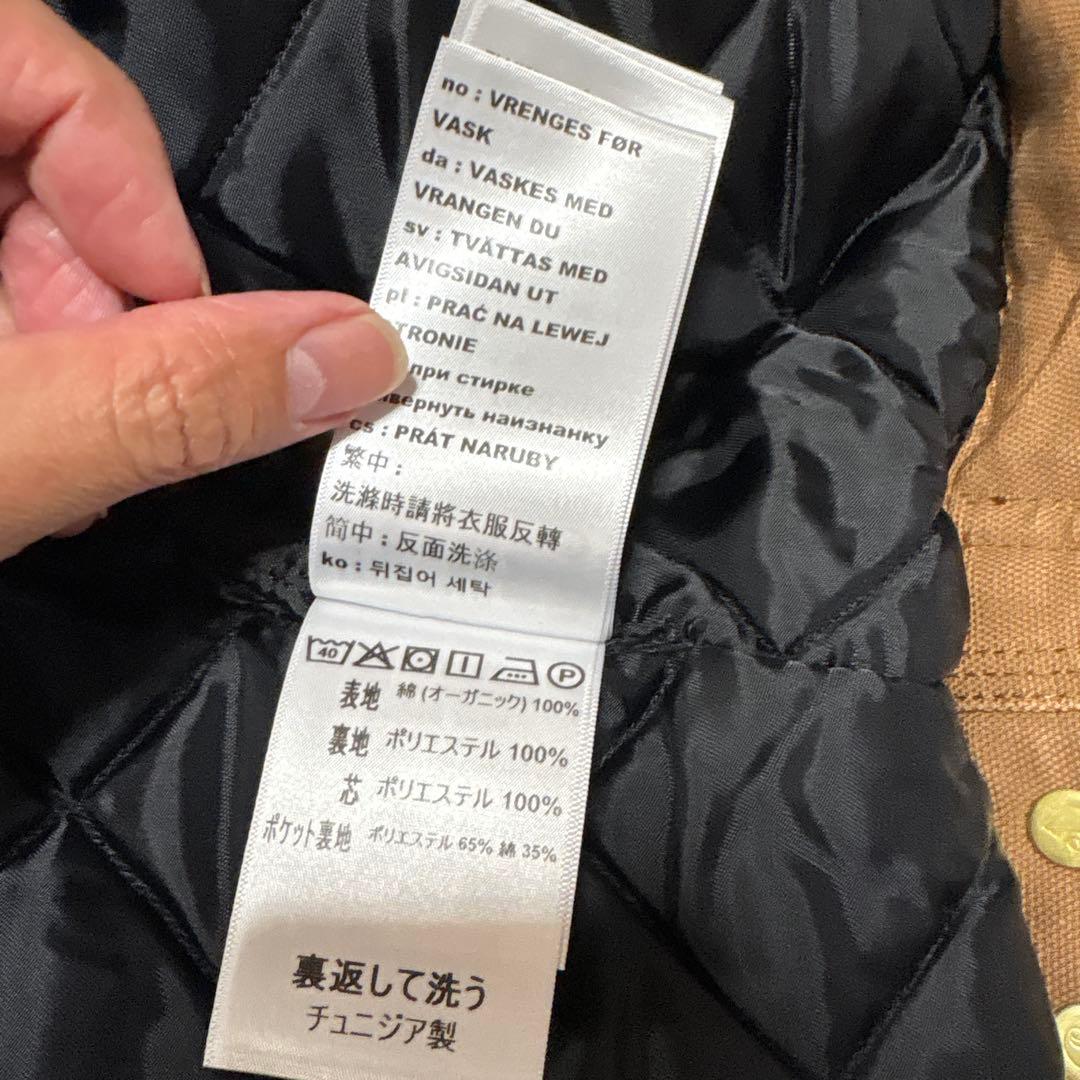 no : VRENGES FØR
VASK
da : VASKES MED
VRANGEN DU
sv : TVÄTTAS MED
AVIGSIDAN UT
pl : PRAĆ NA LEWEJ
STRONIE
при стирке
вывернуть наизнанку
cs : PRÁT NARUBY
繁中 :
洗滌時請將衣服反轉
简中 : 反面洗涤
ko : 뒤집어 세탁
40 P
表地 綿 (オーガニック) 100%
裏地 ポリエステル 100%
芯 ポリエステル 100%
ポケット裏地 ポリエステル 65% 綿 35%
裏返して洗う
チュニジア製